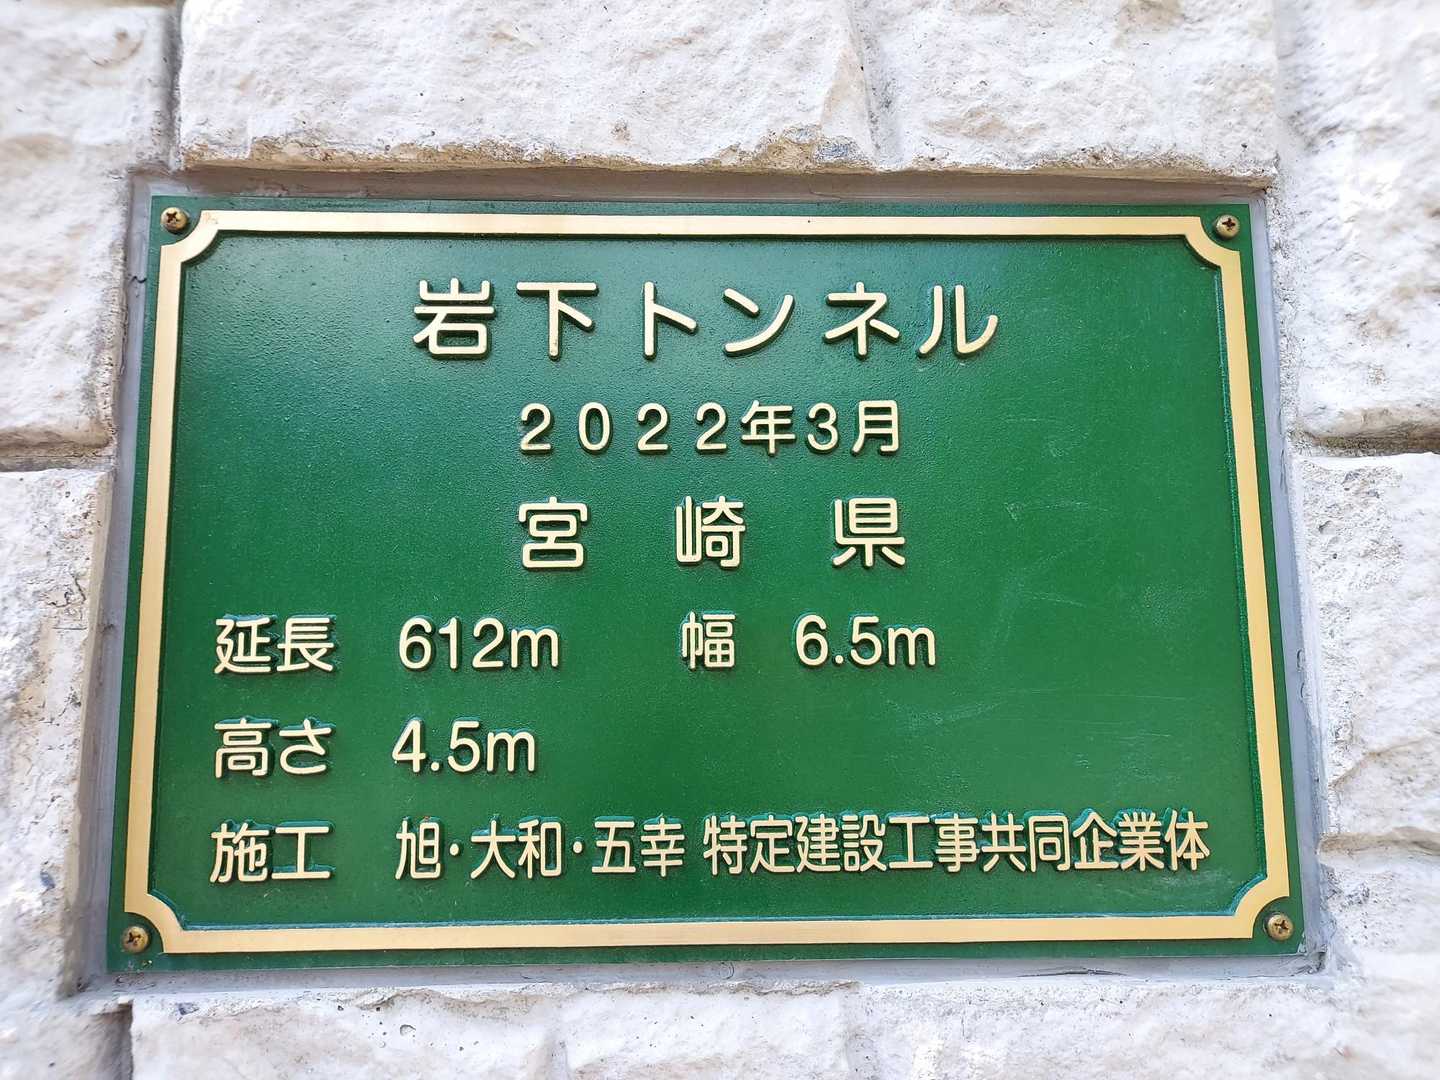 岩下トンネル
2022年3月
宮崎県
延長 612m 幅 6.5m
高さ 4.5m
施工 旭・大和・五幸 特定建設工事共同企業体